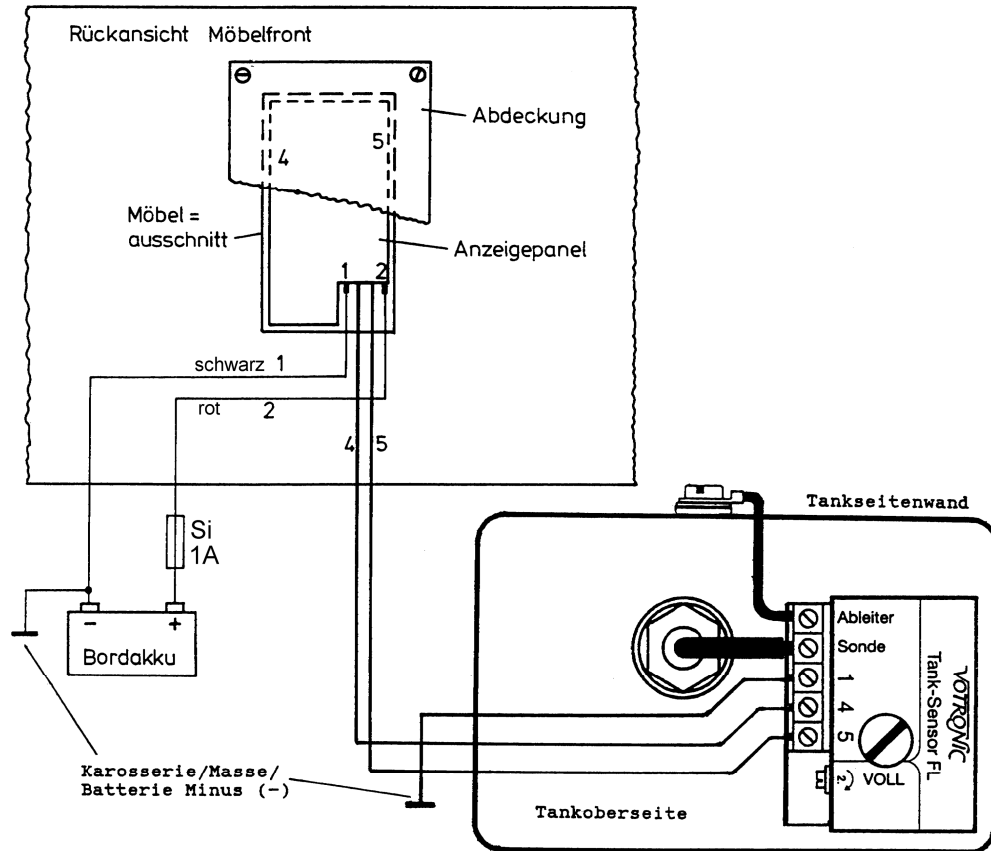 Rückansicht Möbelfront
Abdeckung
5
4
Möbel =
ausschnitt
Anzeigepanel
1 2
schwarz 1
rot 2
4 5
Si
1A
- +
Bordakku
Karosserie/Masse/
Batterie Minus (-)
Tankseitenwand
Ableiter
Sonde
1
4
5
VOTRONIC
Tank-Sensor FL
2.
VOLL
Tankoberseite